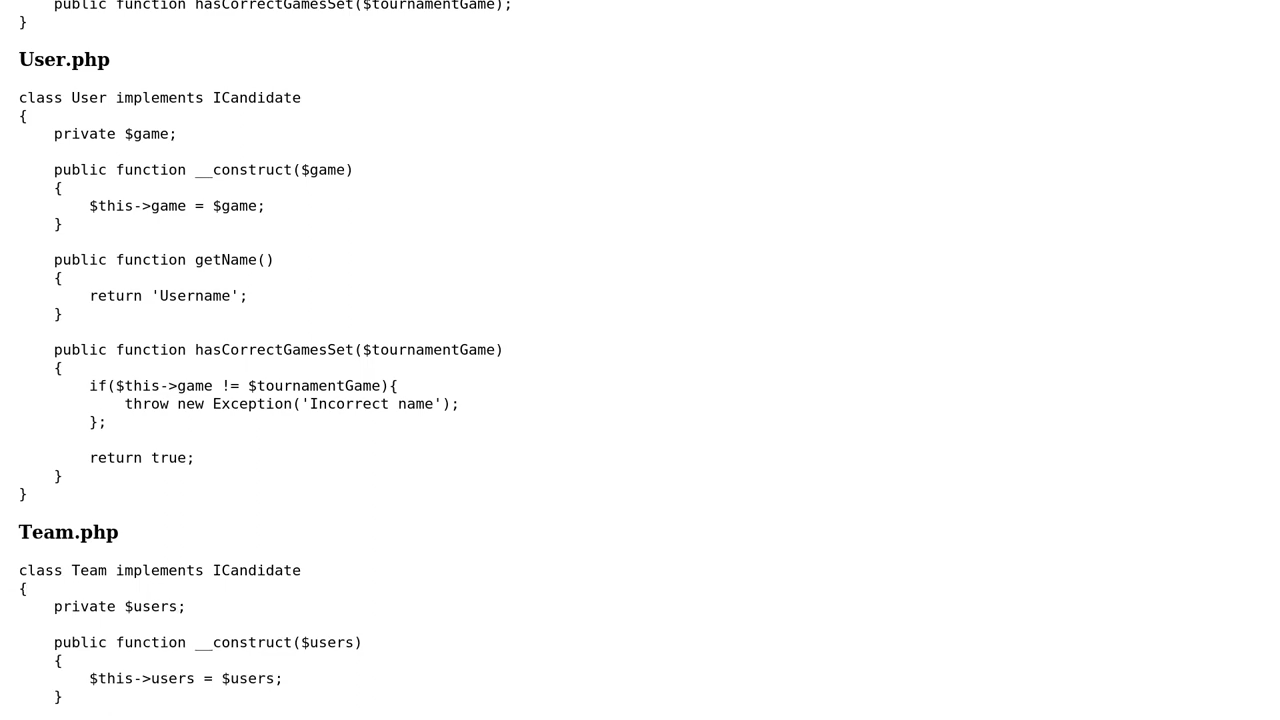 public function hasCorrectGamesSet($tournamentGame);
}
User.php
class User implements ICandidate
{
    private $game;

    public function __construct($game)
    {
        $this->game = $game;
    }

    public function getName()
    {
        return 'Username';
    }

    public function hasCorrectGamesSet($tournamentGame)
    {
        if($this->game != $tournamentGame){
            throw new Exception('Incorrect name');
        };

        return true;
    }
}
Team.php
class Team implements ICandidate
{
    private $users;

    public function __construct($users)
    {
        $this->users = $users;
    }